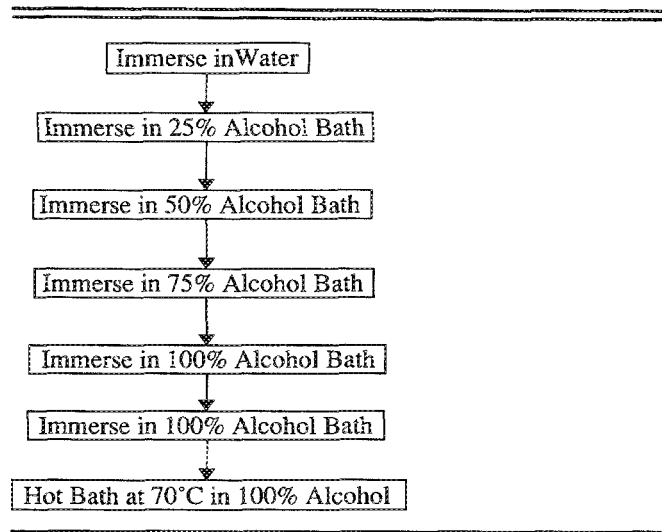 Immerse inWater
Immerse in 25% Alcohol Bath
Immerse in 50% Alcohol Bath
Immerse in 75% Alcohol Bath
Immerse in 100% Alcohol Bath
Immerse in 100% Alcohol Bath
Hot Bath at 70°C in 100% Alcohol